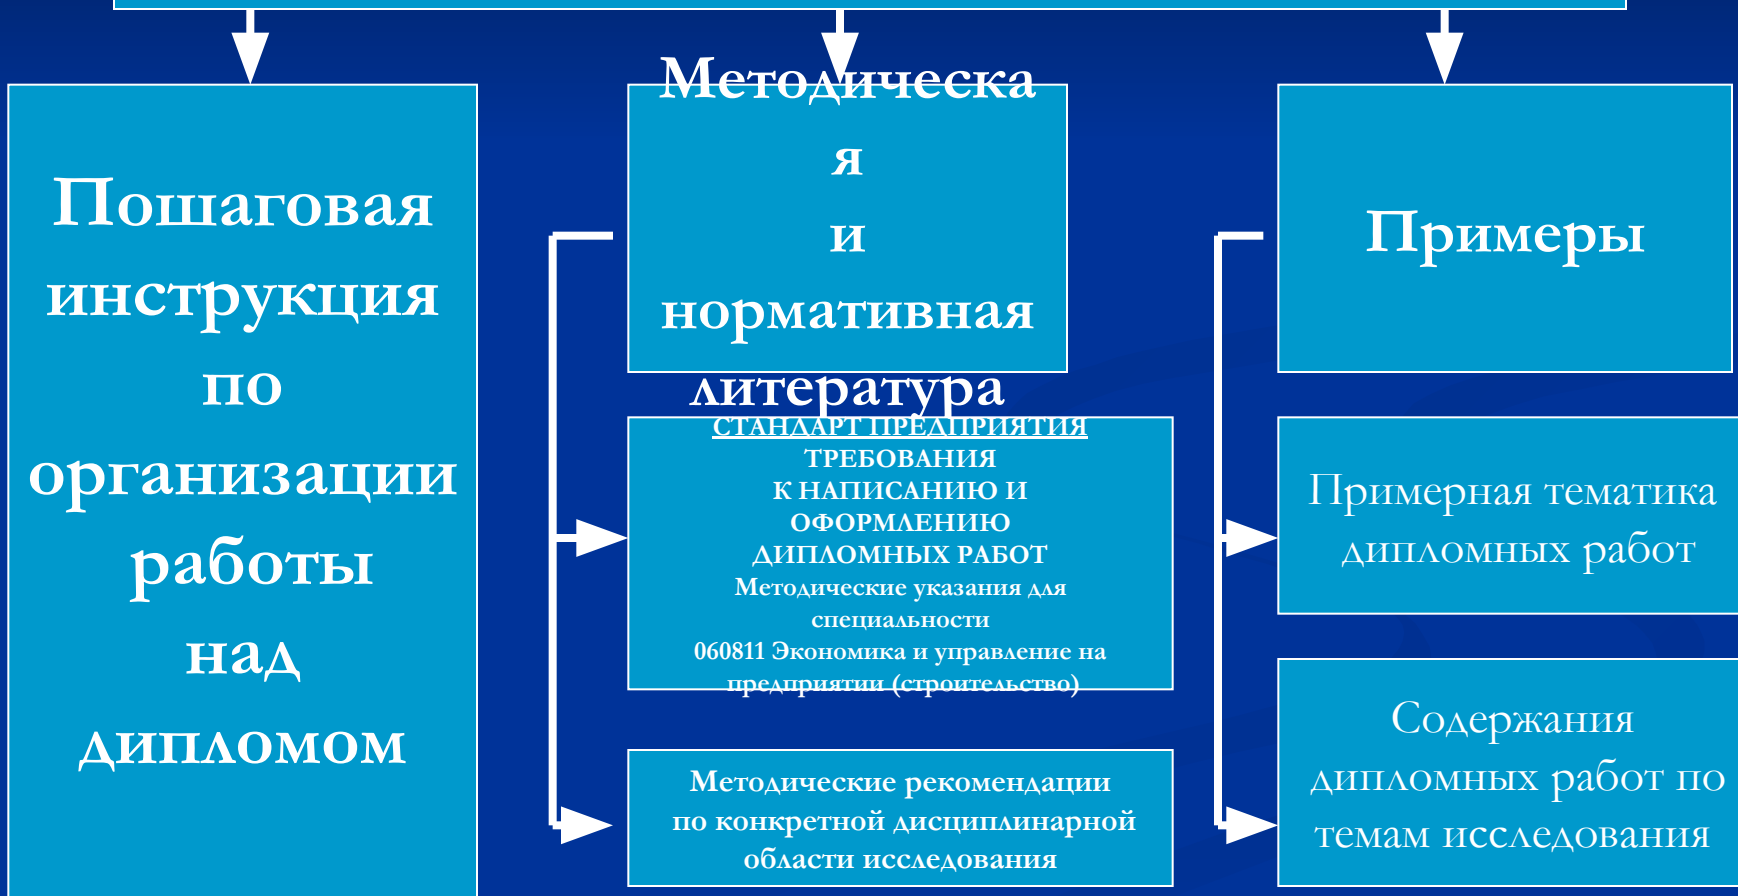 Пошаговая
инструкция
по
организации
работы
над
дипломом
Методическа
я
и
нормативная
литература
СТАНДАРТ ПРЕДПРИЯТИЯ
ТРЕБОВАНИЯ
К НАПИСАНИЮ И
ОФОРМЛЕНИЮ
ДИПЛОМНЫХ РАБОТ
Методические указания для
специальности
060811 Экономика и управление на
предприятии (строительство)
Методические рекомендации
по конкретной дисциплинарной
области исследования
Примеры
Примерная тематика
дипломных работ
Содержания
дипломных работ по
темам исследования